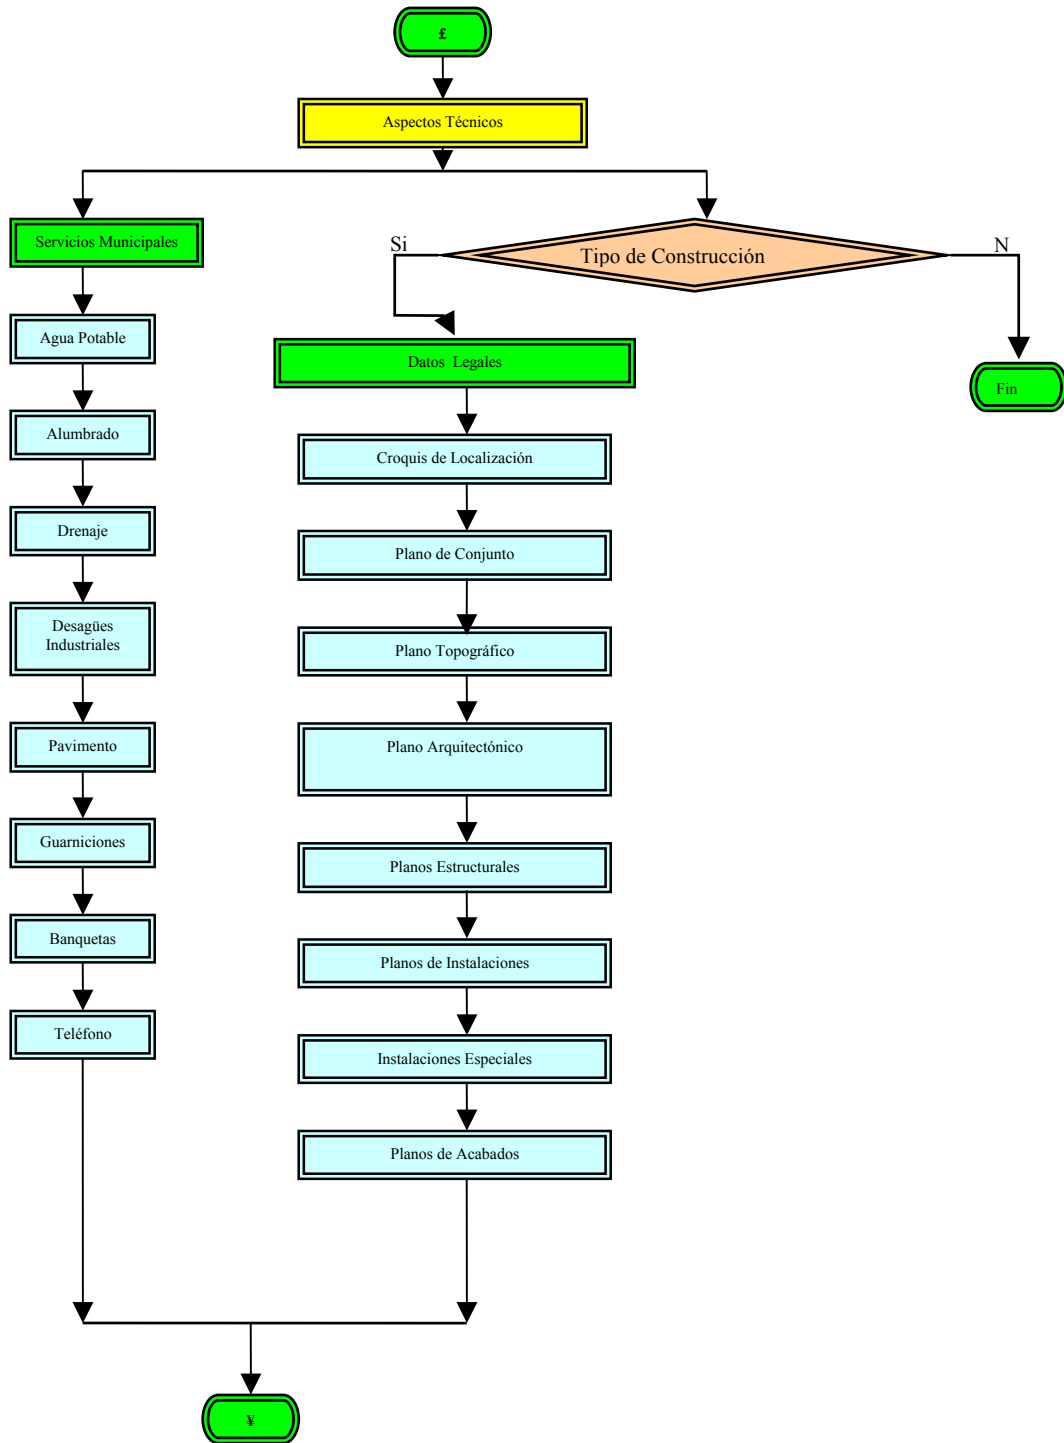 £
Aspectos Técnicos
Servicios Municipales
Si
Tipo de Construcción
N
Agua Potable
Datos Legales
Fin
Alumbrado
Croquis de Localización
Drenaje
Plano de Conjunto
Desagües
Industriales
Plano Topográfico
Pavimento
Plano Arquitectónico
Guarniciones
Planos Estructurales
Banquetas
Planos de Instalaciones
Teléfono
Instalaciones Especiales
Planos de Acabados
¥